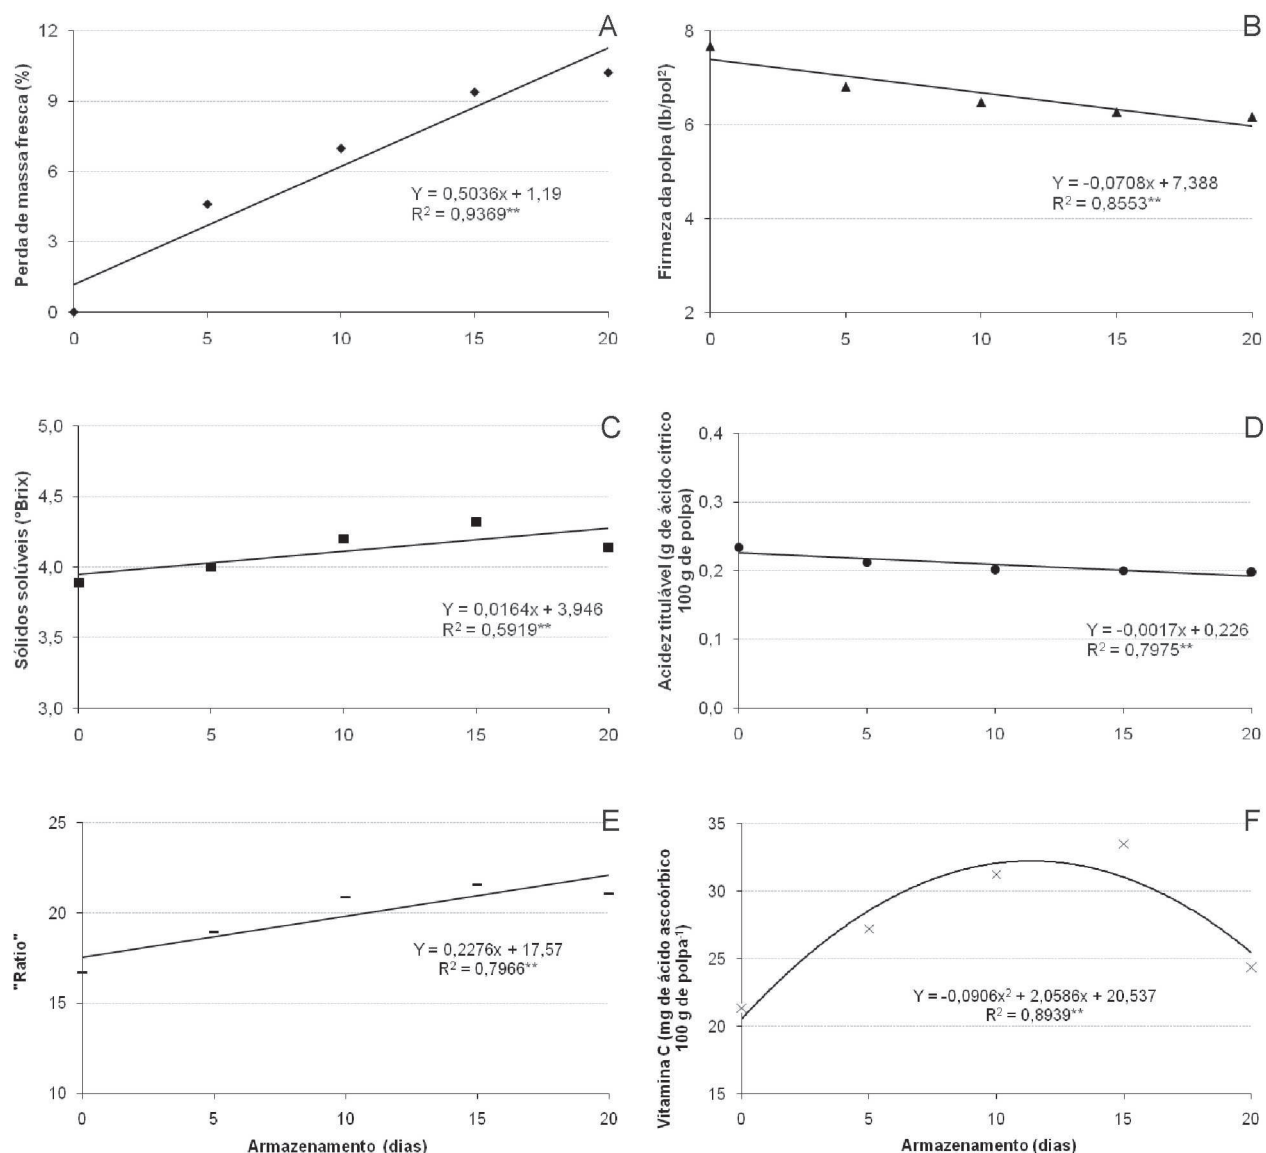 A
Perda de massa fresca (%)
12
9
6
3
0
Y = 0,5036x + 1,19
R² = 0,9369**
0 5 10 15 20
B
Firmeza da polpa (lb/pol²)
8
6
4
2
Y = -0,0708x + 7,388
R² = 0,8553**
0 5 10 15 20
C
Sólidos solúveis (°Brix)
5,0
4,5
4,0
3,5
3,0
Y = 0,0164x + 3,946
R² = 0,5919**
0 5 10 15 20
D
Acidez titulável (g de ácido cítrico
100 g de polpa)
0,4
0,3
0,2
0,1
0,0
Y = -0,0017x + 0,226
R² = 0,7975**
0 5 10 15 20
E
"Ratio"
25
20
15
10
Y = 0,2276x + 17,57
R² = 0,7966**
0 5 10 15 20
Armazenamento (dias)
F
Vitamina C (mg de ácido ascoórbico
100 g de polpa⁻¹)
35
30
25
20
15
Y = -0,0906x² + 2,0586x + 20,537
R² = 0,8939**
0 5 10 15 20
Armazenamento (dias)